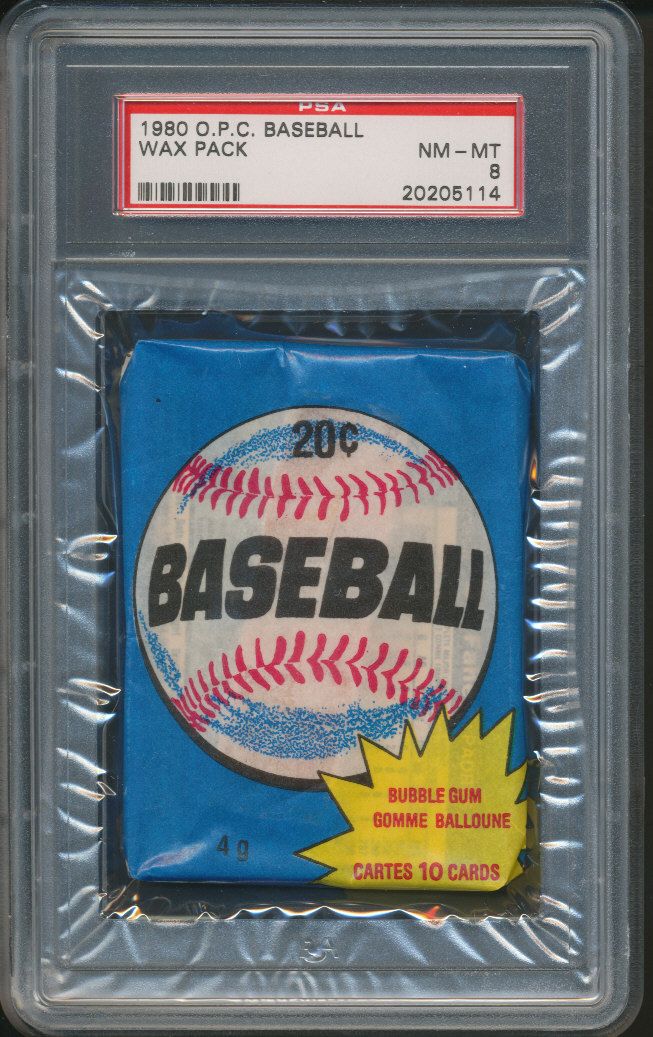 PSA
1980 O.P.C. BASEBALL
WAX PACK
NM - MT
8
20205114
20¢
BASEBALL
BUBBLE GUM
GOMME BALLOUNE
4 g
CARTES 10 CARDS
PSA